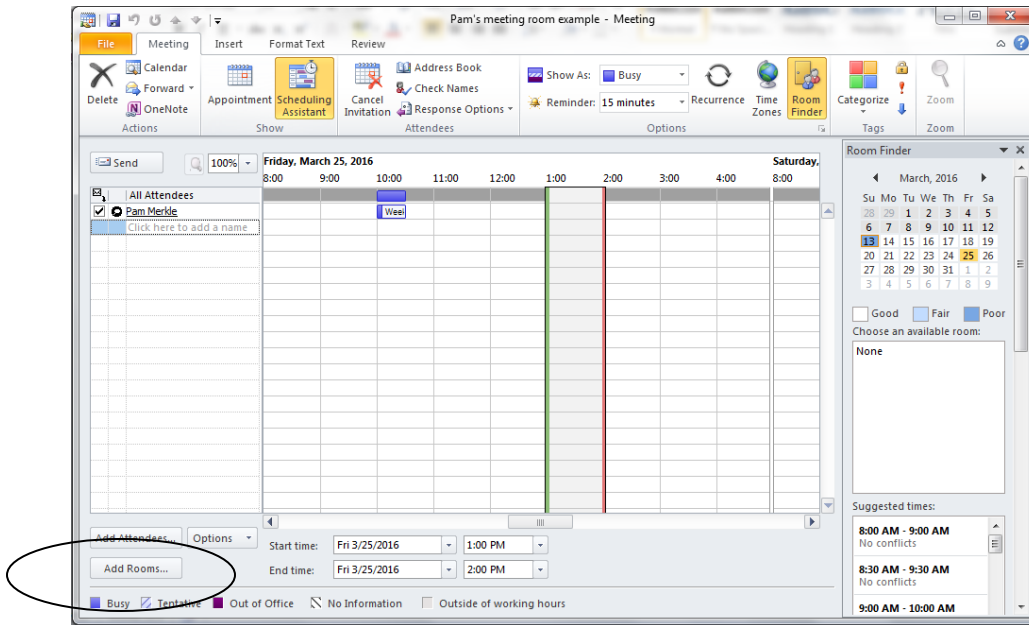 Pam's meeting room example - Meeting
File Meeting Insert Format Text Review
Calendar
Forward
OneNote
Delete
Actions
Appointment
Scheduling
Assistant
Show
Cancel
Invitation
Address Book
Check Names
Response Options
Attendees
Show As: Busy
Reminder: 15 minutes
Recurrence
Time
Zones
Room
Finder
Options
Categorize
Tags
Zoom
Zoom
Send 100%
Friday, March 25, 2016 Saturday,
8:00 9:00 10:00 11:00 12:00 1:00 2:00 3:00 4:00 8:00
All Attendees
Pam Merkle
Weel
Click here to add a name
Add Attendees... Options
Add Rooms...
Start time: Fri 3/25/2016 1:00 PM
End time: Fri 3/25/2016 2:00 PM
Busy Tentative Out of Office No Information Outside of working hours
Room Finder
March, 2016
Su Mo Tu We Th Fr Sa
28 29 1 2 3 4 5
6 7 8 9 10 11 12
13 14 15 16 17 18 19
20 21 22 23 24 25 26
27 28 29 30 31 1 2
3 4 5 6 7 8 9
Good Fair Poor
Choose an available room:
None
Suggested times:
8:00 AM - 9:00 AM
No conflicts
8:30 AM - 9:30 AM
No conflicts
9:00 AM - 10:00 AM